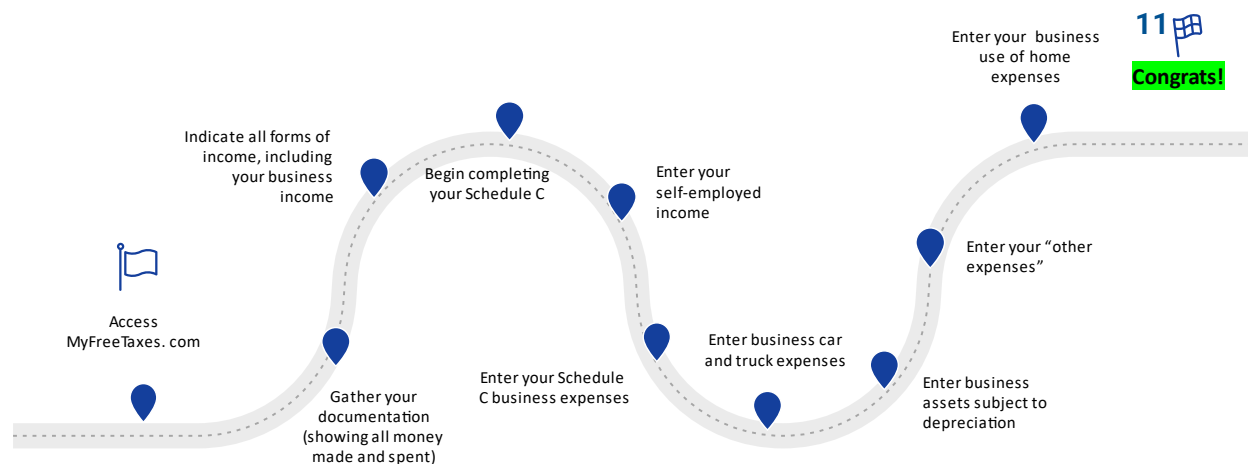 Access
MyFreeTaxes. com
Gather your
documentation
(showing all money
made and spent)
Indicate all forms of
income, including
your business
income
Begin completing
your Schedule C
Enter your
self-employed
income
Enter your Schedule
C business expenses
Enter business car
and truck expenses
Enter business
assets subject to
depreciation
Enter your “other
expenses”
Enter your business
use of home
expenses
11
Congrats!